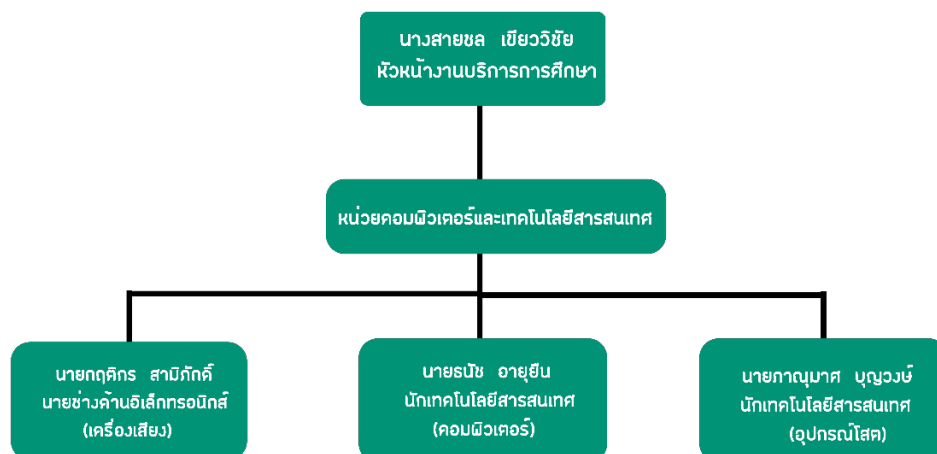 นางสายชล เขียววิชัย
หัวหน้างานบริการการศึกษา
หน่วยคอมพิวเตอร์และเทคโนโลยีสารสนเทศ
นายกฤติกร สามิภักดิ์
นายช่างด้านอิเล็กทรอนิกส์
(เครื่องเสียง)
นายธนัช อายุยืน
นักเทคโนโลยีสารสนเทศ
(คอมพิวเตอร์)
นายภาณุมาศ บุญวงษ์
นักเทคโนโลยีสารสนเทศ
(อุปกรณ์โสต)